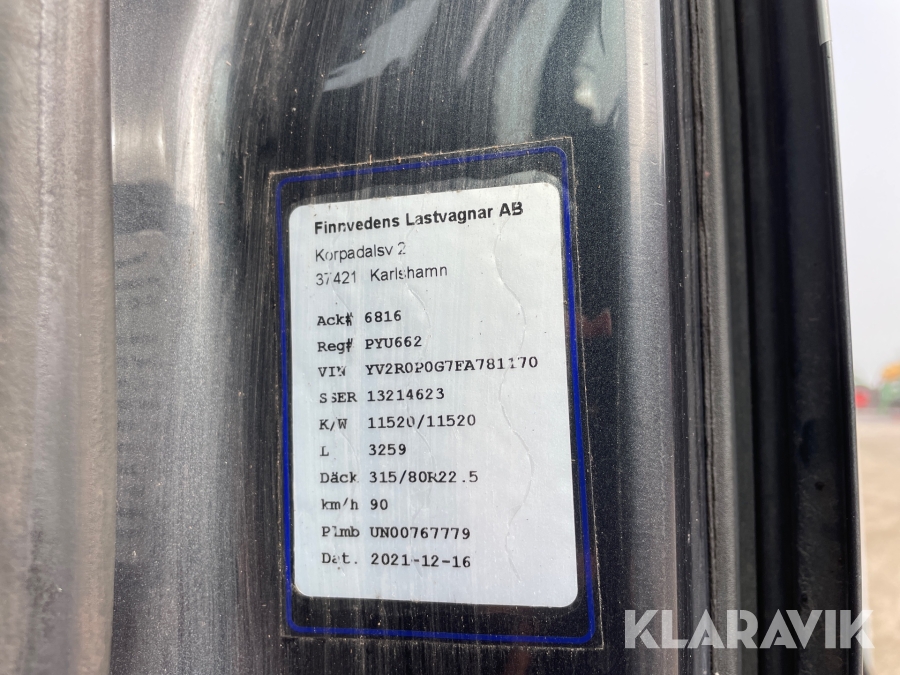 Finnvedens Lastvagnar AB
Korpadalsv 2
37421 Karlshamn
Ack# 6816
Reg# PYU662
VIN YV2R0P0G7FA781170
SSER 13214623
K/W 11520/11520
L 3259
Däck 315/80R22.5
km/h 90
Plmb UN00767779
Dat. 2021-12-16
KLARAVIK